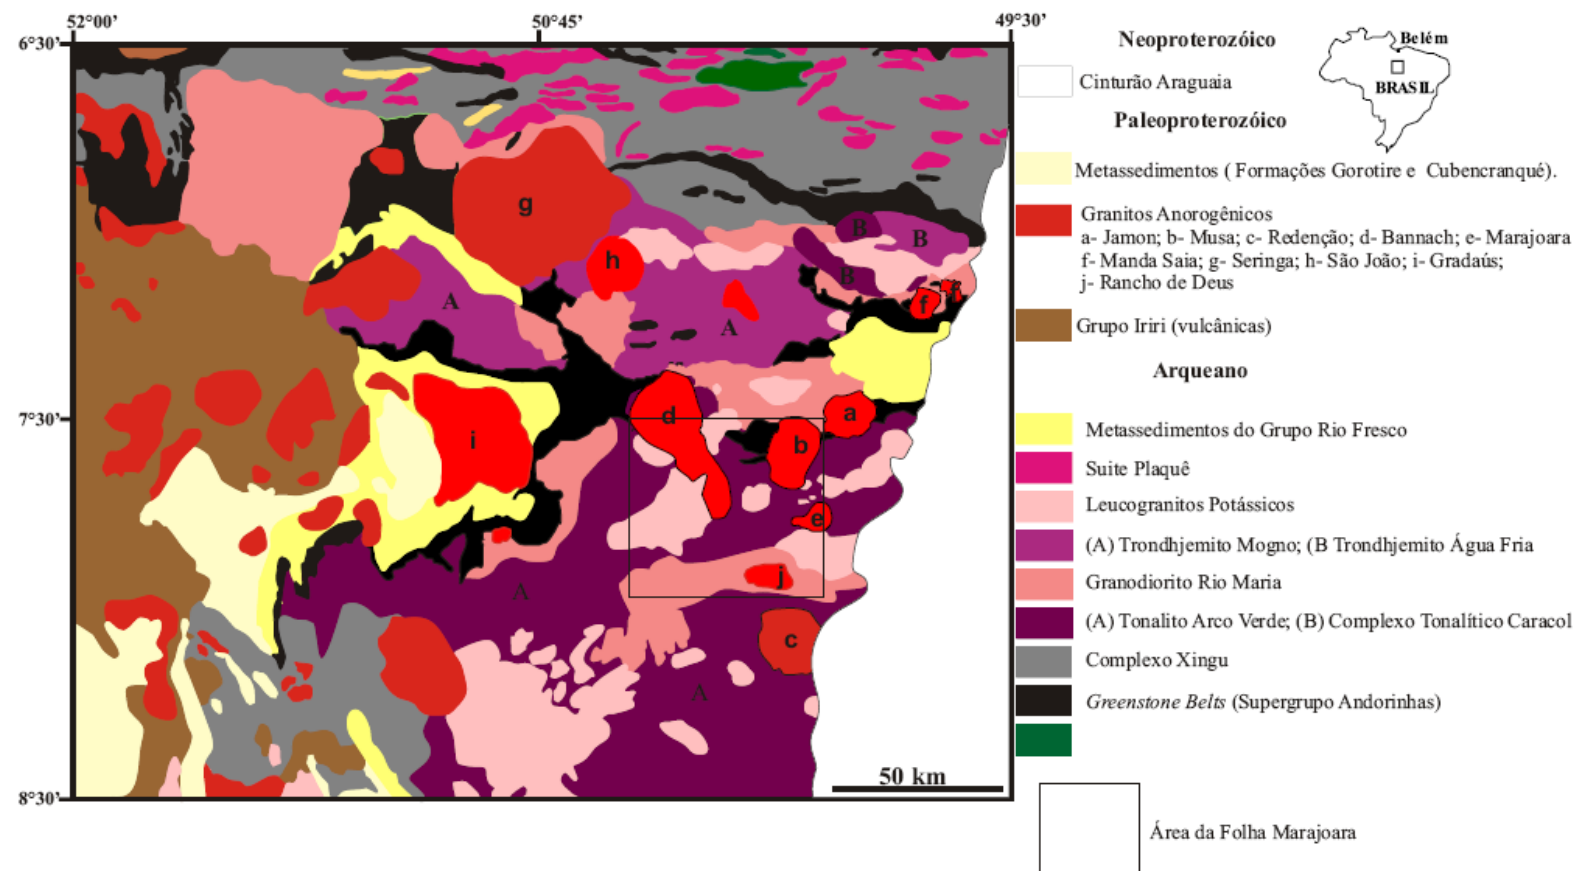 52°00’ 50°45’ 49°30’
6°30’
7°30’
8°30’
g
h
B
B
B
A
A
f
f
d
a
b
i
e
j
A
c
A
50 km
Neoproterozóico
Cinturão Araguaia
Belém
BRASIL
Paleoproterozóico
Metassedimentos ( Formações Gorotire e Cubencranqué).
Granitos Anorogênicos
a- Jamon; b- Musa; c- Redenção; d- Bannach; e- Marajoara
f- Manda Saia; g- Seringa; h- São João; i- Gradaús;
j- Rancho de Deus
Grupo Iriri (vulcânicas)
Arqueano
Metassedimentos do Grupo Rio Fresco
Suite Plaquê
Leucogranitos Potássicos
(A) Trondhjemito Mogno; (B Trondhjemito Água Fria
Granodiorito Rio Maria
(A) Tonalito Arco Verde; (B) Complexo Tonalítico Caracol
Complexo Xingu
Greenstone Belts (Supergrupo Andorinhas)
Área da Folha Marajoara